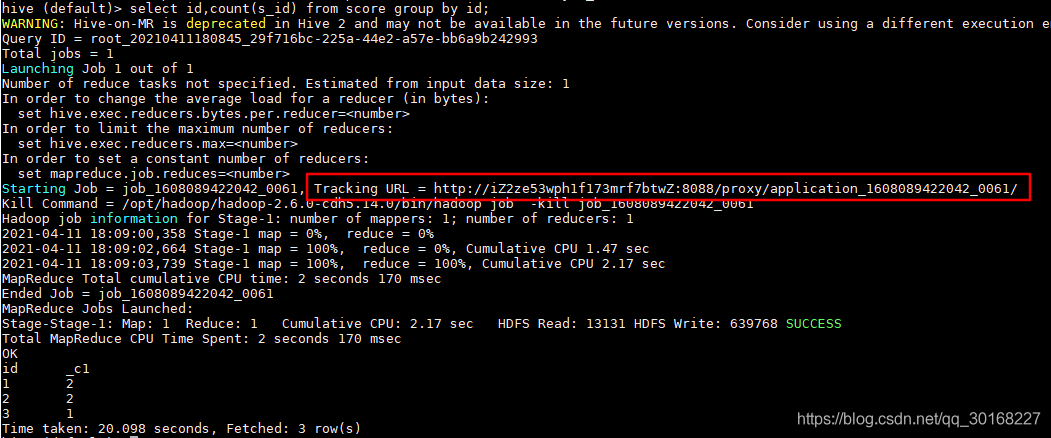 hive (default)> select id,count(s_id) from score group by id;
WARNING: Hive-on-MR is deprecated in Hive 2 and may not be available in the future versions. Consider using a different execution e
Query ID = root_20210411180845_29f716bc-225a-44e2-a57e-bb6a9b242993
Total jobs = 1
Launching Job 1 out of 1
Number of reduce tasks not specified. Estimated from input data size: 1
In order to change the average load for a reducer (in bytes):
  set hive.exec.reducers.bytes.per.reducer=<number>
In order to limit the maximum number of reducers:
  set hive.exec.reducers.max=<number>
In order to set a constant number of reducers:
  set mapreduce.job.reduces=<number>
Starting Job = job_1608089422042_0061, Tracking URL = http://iZ2ze53wph1f173mrf7btwZ:8088/proxy/application_1608089422042_0061/
Kill Command = /opt/hadoop/hadoop-2.6.0-cdh5.14.0/bin/hadoop job  -kill job_1608089422042_0061
Hadoop job information for Stage-1: number of mappers: 1; number of reducers: 1
2021-04-11 18:09:00,358 Stage-1 map = 0%,  reduce = 0%
2021-04-11 18:09:02,664 Stage-1 map = 100%,  reduce = 0%, Cumulative CPU 1.47 sec
2021-04-11 18:09:03,739 Stage-1 map = 100%,  reduce = 100%, Cumulative CPU 2.17 sec
MapReduce Total cumulative CPU time: 2 seconds 170 msec
Ended Job = job_1608089422042_0061
MapReduce Jobs Launched:
Stage-Stage-1: Map: 1  Reduce: 1   Cumulative CPU: 2.17 sec   HDFS Read: 13131 HDFS Write: 639768 SUCCESS
Total MapReduce CPU Time Spent: 2 seconds 170 msec
OK
id      _c1
1       2
2       2
3       1
Time taken: 20.098 seconds, Fetched: 3 row(s)
https://blog.csdn.net/qq_30168227